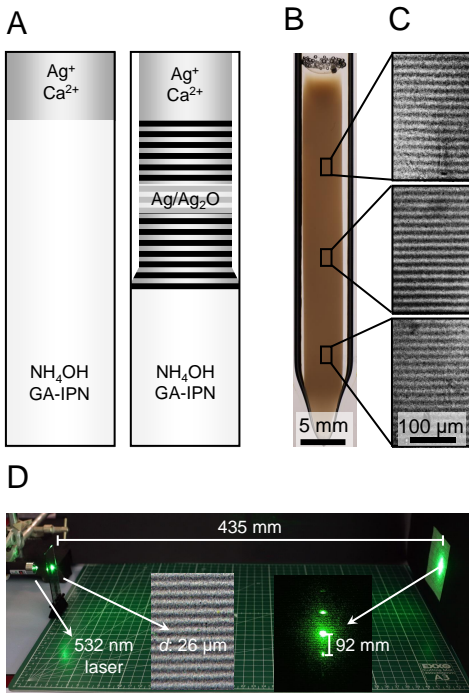 A
B
C
Ag⁺
Ca²⁺
Ag⁺
Ca²⁺
Ag/Ag₂O
NH₄OH
GA-IPN
NH₄OH
GA-IPN
5 mm
100 µm
D
435 mm
532 nm
laser
d: 26 µm
92 mm
A3